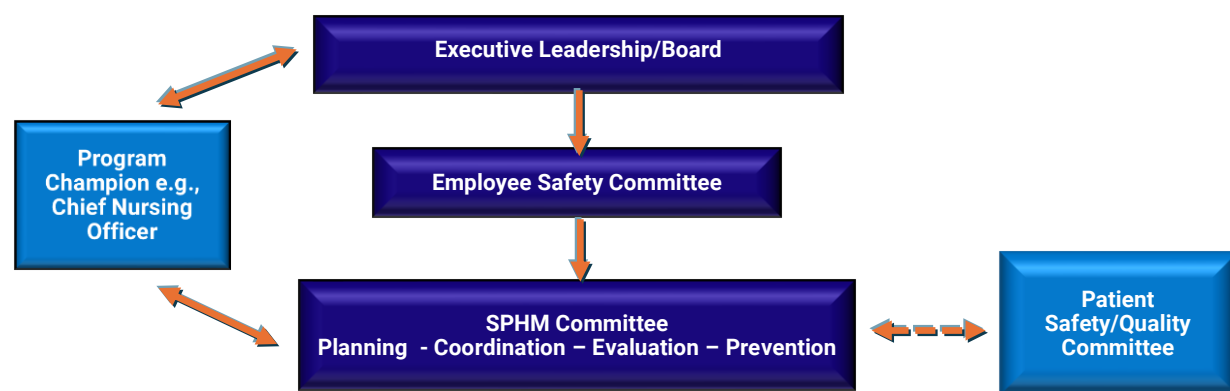 Executive Leadership/Board
Program
Champion e.g.,
Chief Nursing
Officer
Employee Safety Committee
SPHM Committee
Planning - Coordination – Evaluation – Prevention
Patient
Safety/Quality
Committee